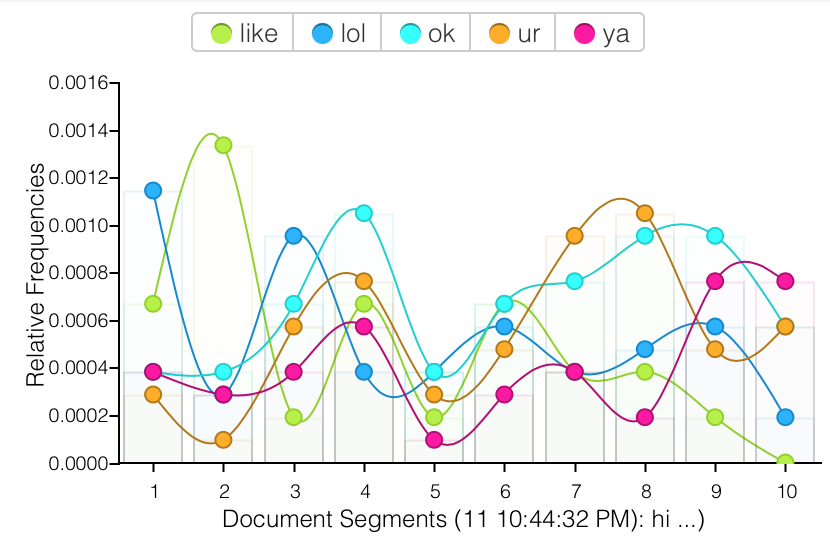 like lol ok ur ya
0.0016
0.0014
0.0012
0.0010
0.0008
0.0006
0.0004
0.0002
0.0000
Relative Frequencies
1 2 3 4 5 6 7 8 9 10
Document Segments (11 10:44:32 PM): hi ...)